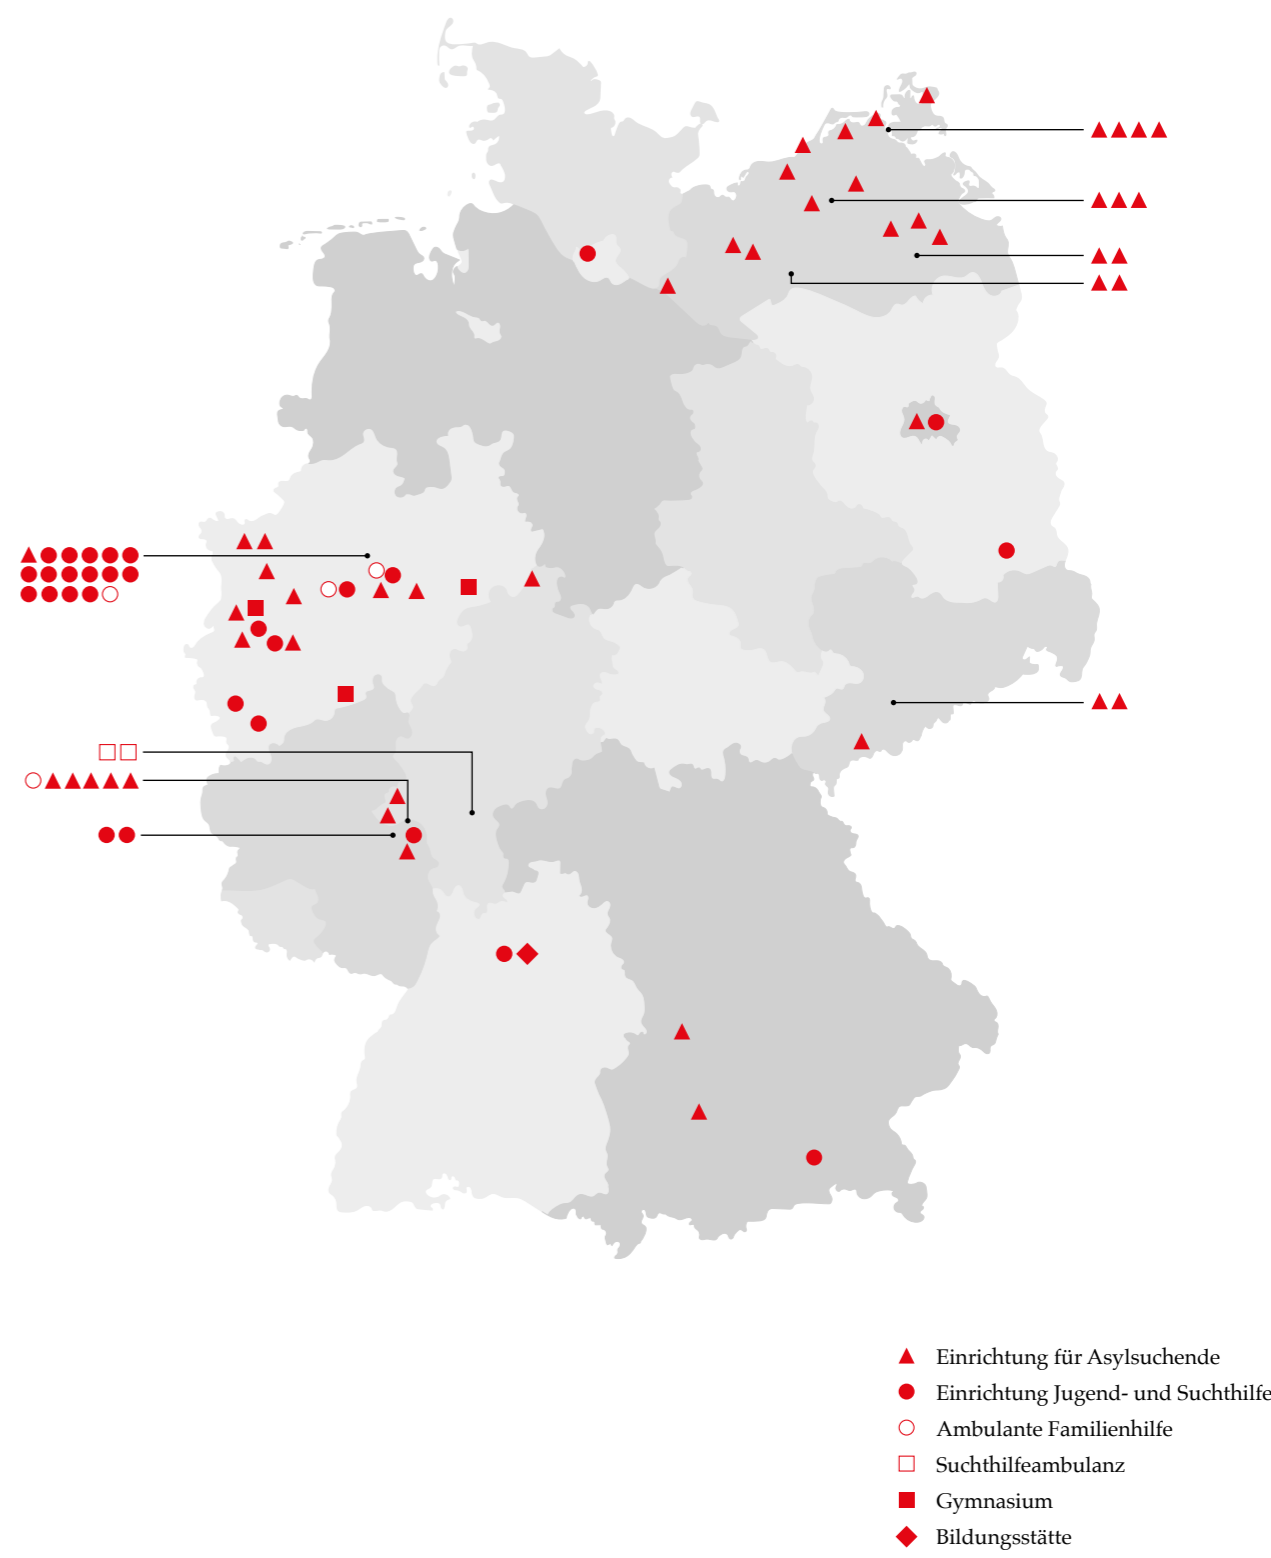 Einrichtung für Asylsuchende
Einrichtung Jugend- und Suchthilfe
Ambulante Familienhilfe
Suchthilfeambulanz
Gymnasium
Bildungsstätte